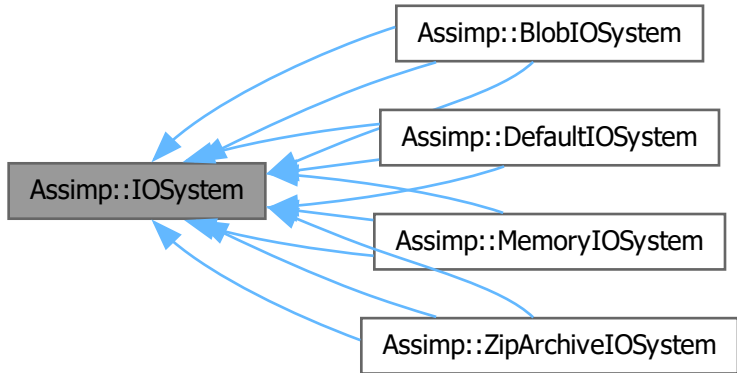 Assimp::BlobIOSystem
Assimp::DefaultIOSystem
Assimp::IOSystem
Assimp::MemoryIOSystem
Assimp::ZipArchiveIOSystem